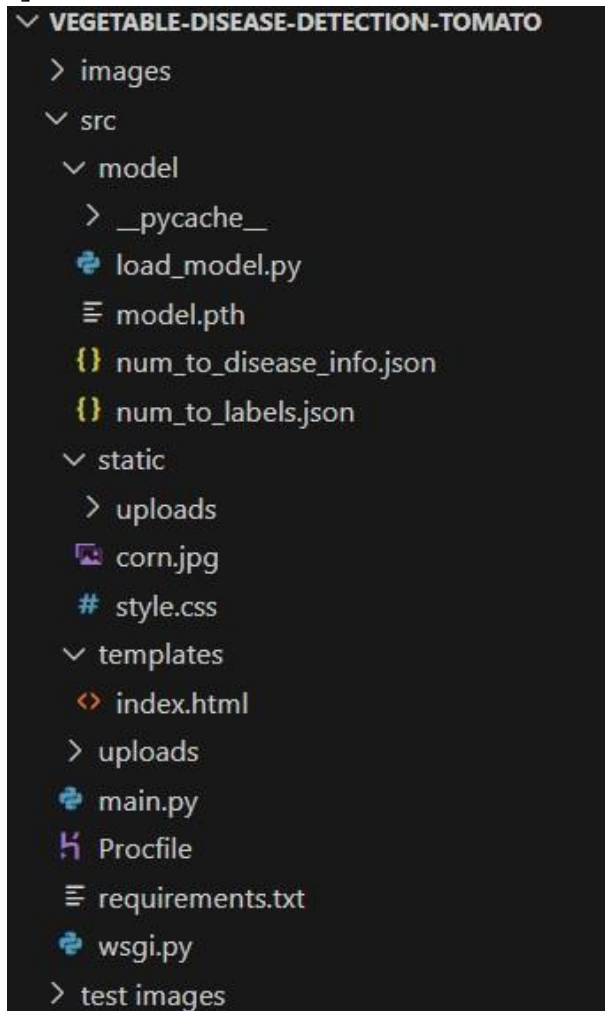 VEGETABLE-DISEASE-DETECTION-TOMATO
images
src
model
__pycache__
load_model.py
model.pth
num_to_disease_info.json
num_to_labels.json
static
uploads
corn.jpg
style.css
templates
index.html
uploads
main.py
Procfile
requirements.txt
wsgi.py
test images